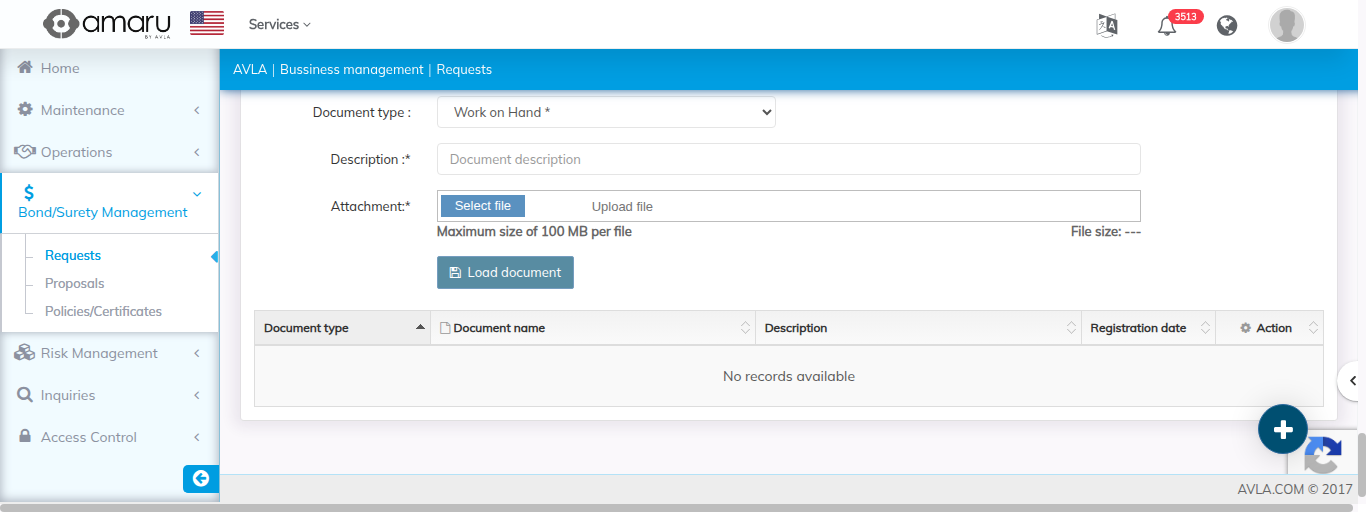 amaru
BY AVLA
Services
3513
Home
Maintenance
Operations
Bond/Surety Management
Requests
Proposals
Policies/Certificates
Risk Management
Inquiries
Access Control
AVLA | Bussiness management | Requests
Document type :
Work on Hand *
Description :*
Document description
Attachment:*
Select file
Upload file
Maximum size of 100 MB per file
File size: ---
Load document
Document type
Document name
Description
Registration date
Action
No records available
AVLA.COM © 2017